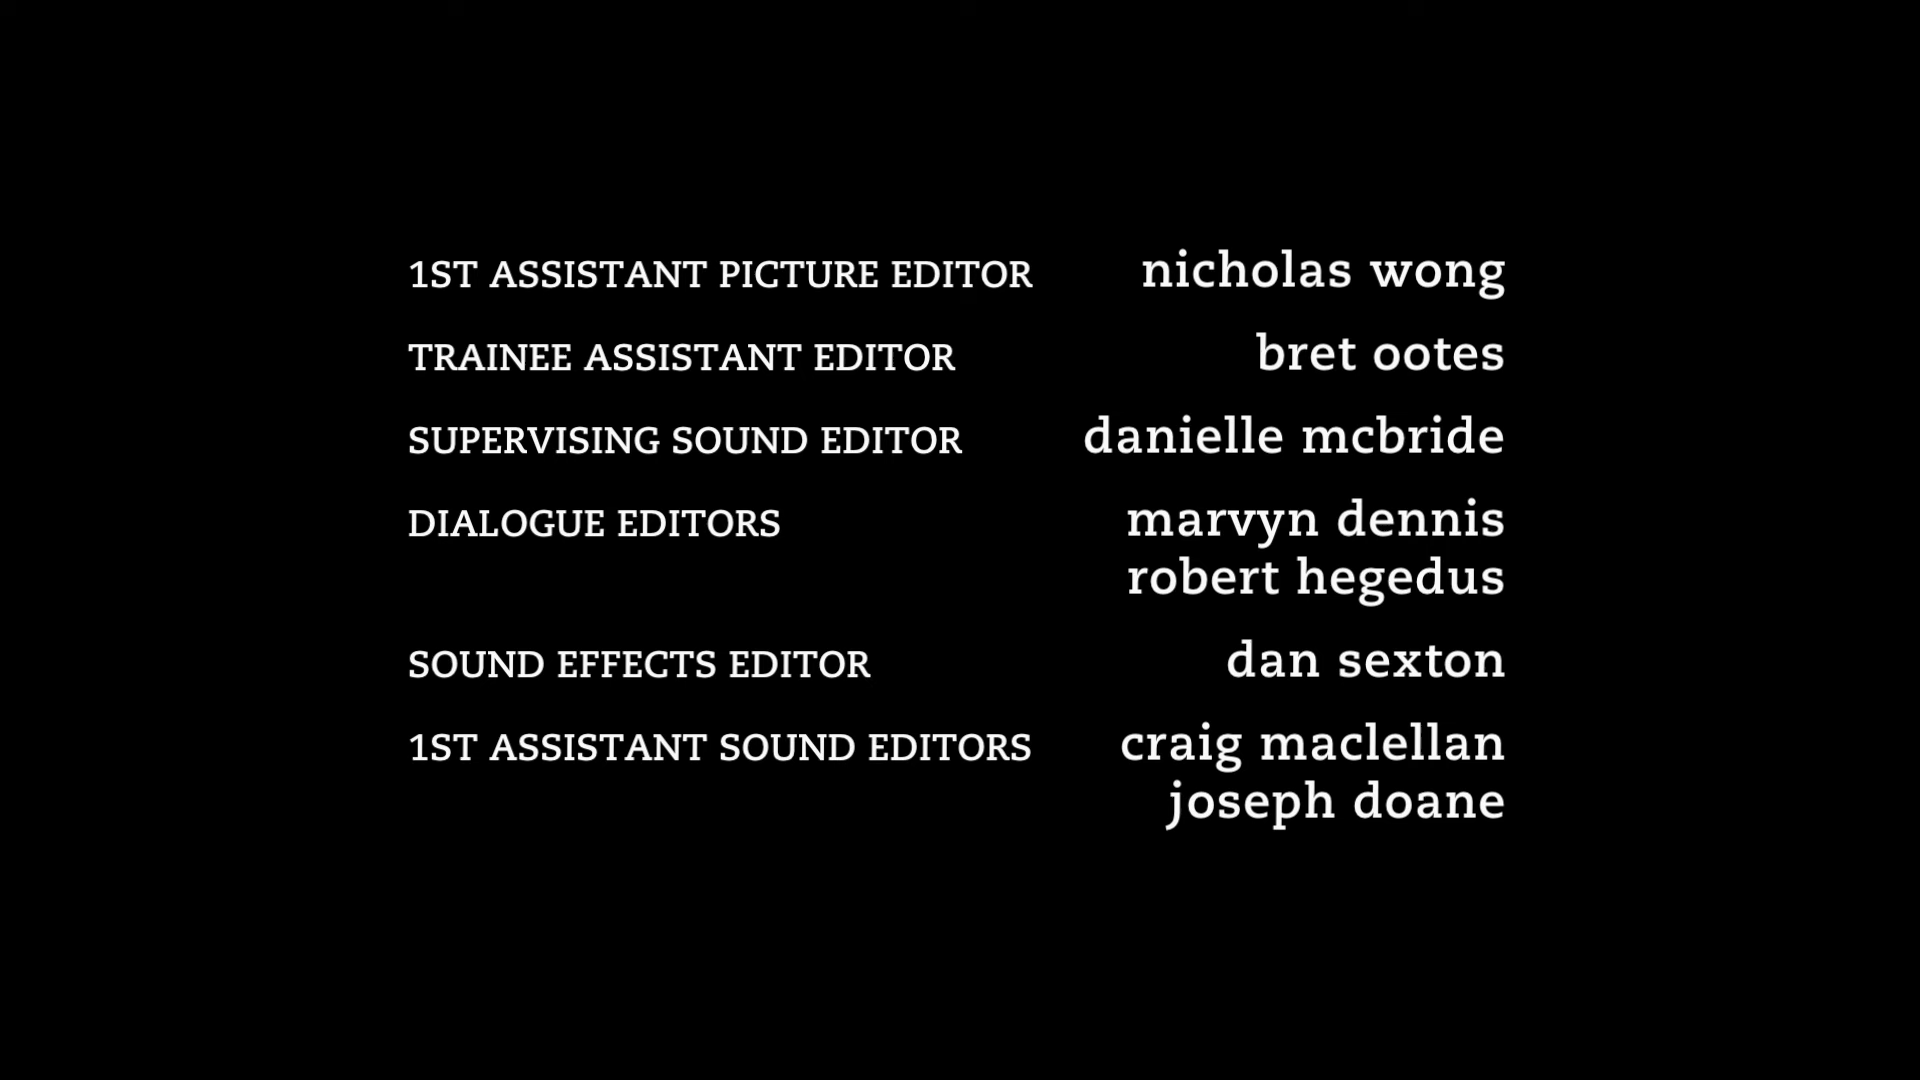 1ST ASSISTANT PICTURE EDITOR nicholas wong
TRAINEE ASSISTANT EDITOR bret ootes
SUPERVISING SOUND EDITOR danielle mcbride
DIALOGUE EDITORS marvyn dennis
robert hegedus
SOUND EFFECTS EDITOR dan sexton
1ST ASSISTANT SOUND EDITORS craig maclellan
joseph doane